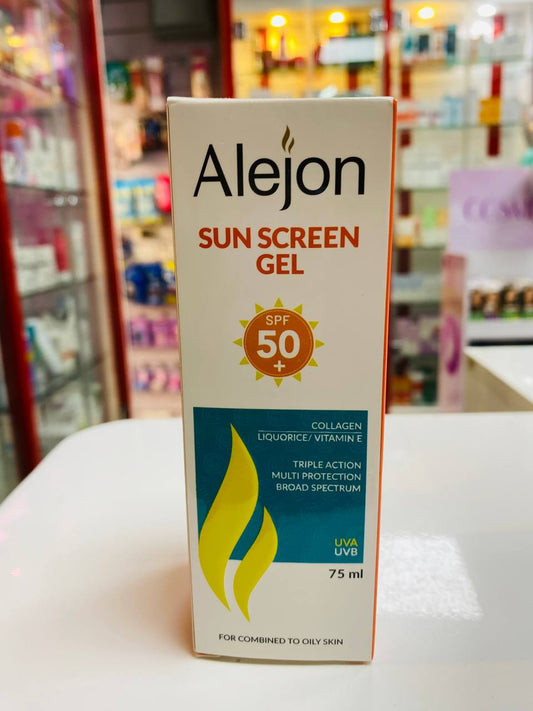 Alejon
SUN SCREEN
GEL
SPF
50
+
COLLAGEN
LIQUORICE/ VITAMIN E
TRIPLE ACTION
MULTI PROTECTION
BROAD SPECTRUM
UVA
UVB
75 ml
FOR COMBINED TO OILY SKIN